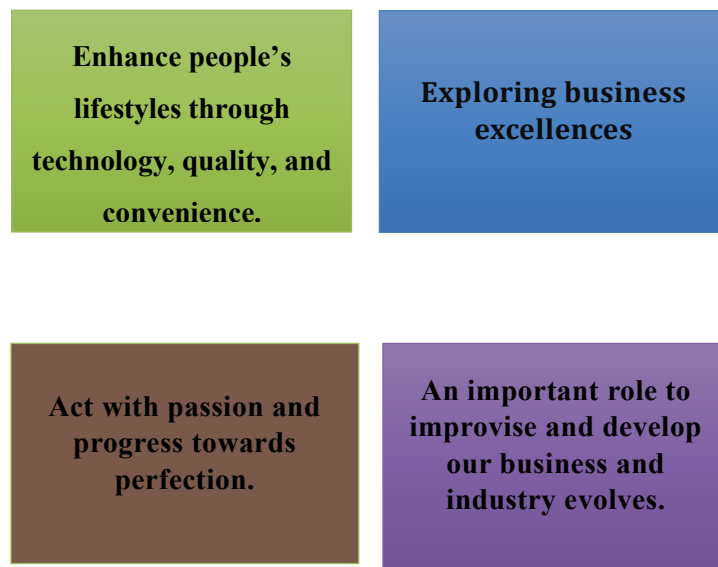 Enhance people’s
lifestyles through
technology, quality, and
convenience.
Exploring business
excellences
Act with passion and
progress towards
perfection.
An important role to
improvise and develop
our business and
industry evolves.